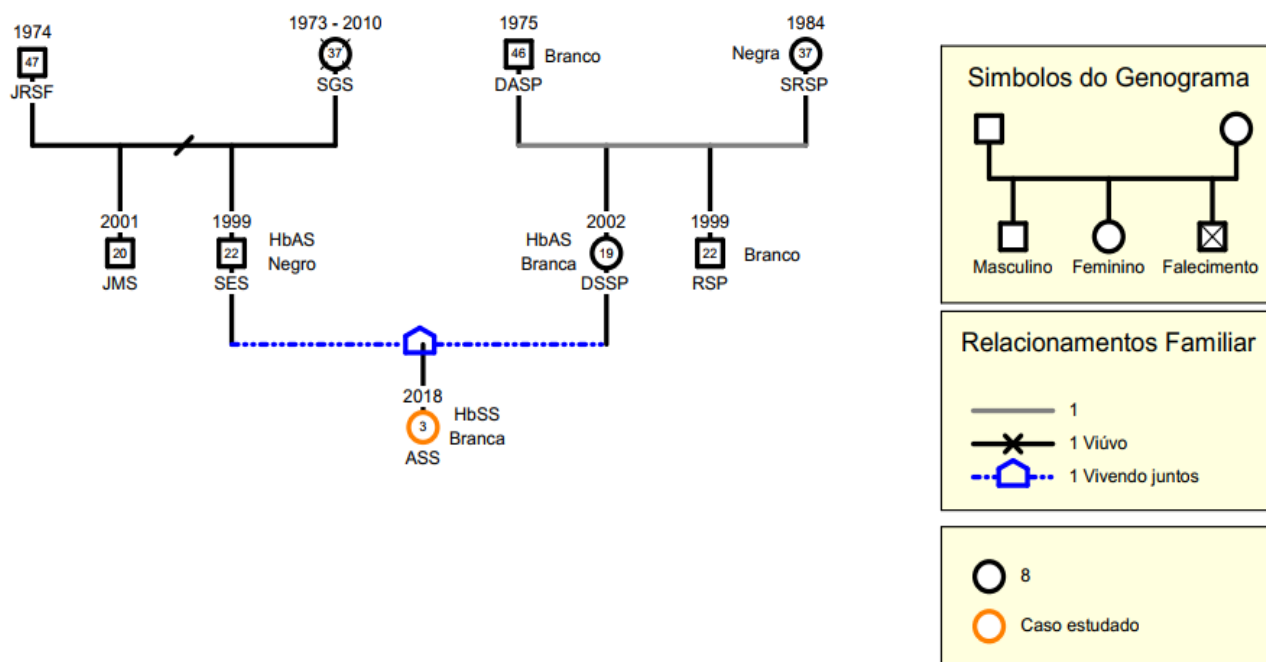 1974
47
JRSF
1973 - 2010
37
SGS
1975
46
Branco
DASP
1984
Negra
37
SRSP
2001
20
JMS
1999
22
HbAS
Negro
SES
2002
HbAS
Branca
19
DSSP
1999
22
Branco
RSP
2018
3
HbSS
Branca
ASS
Simbolos do Genograma
Masculino Feminino Falecimento
Relacionamentos Familiar
1
1 Viúvo
1 Vivendo juntos
8
Caso estudado